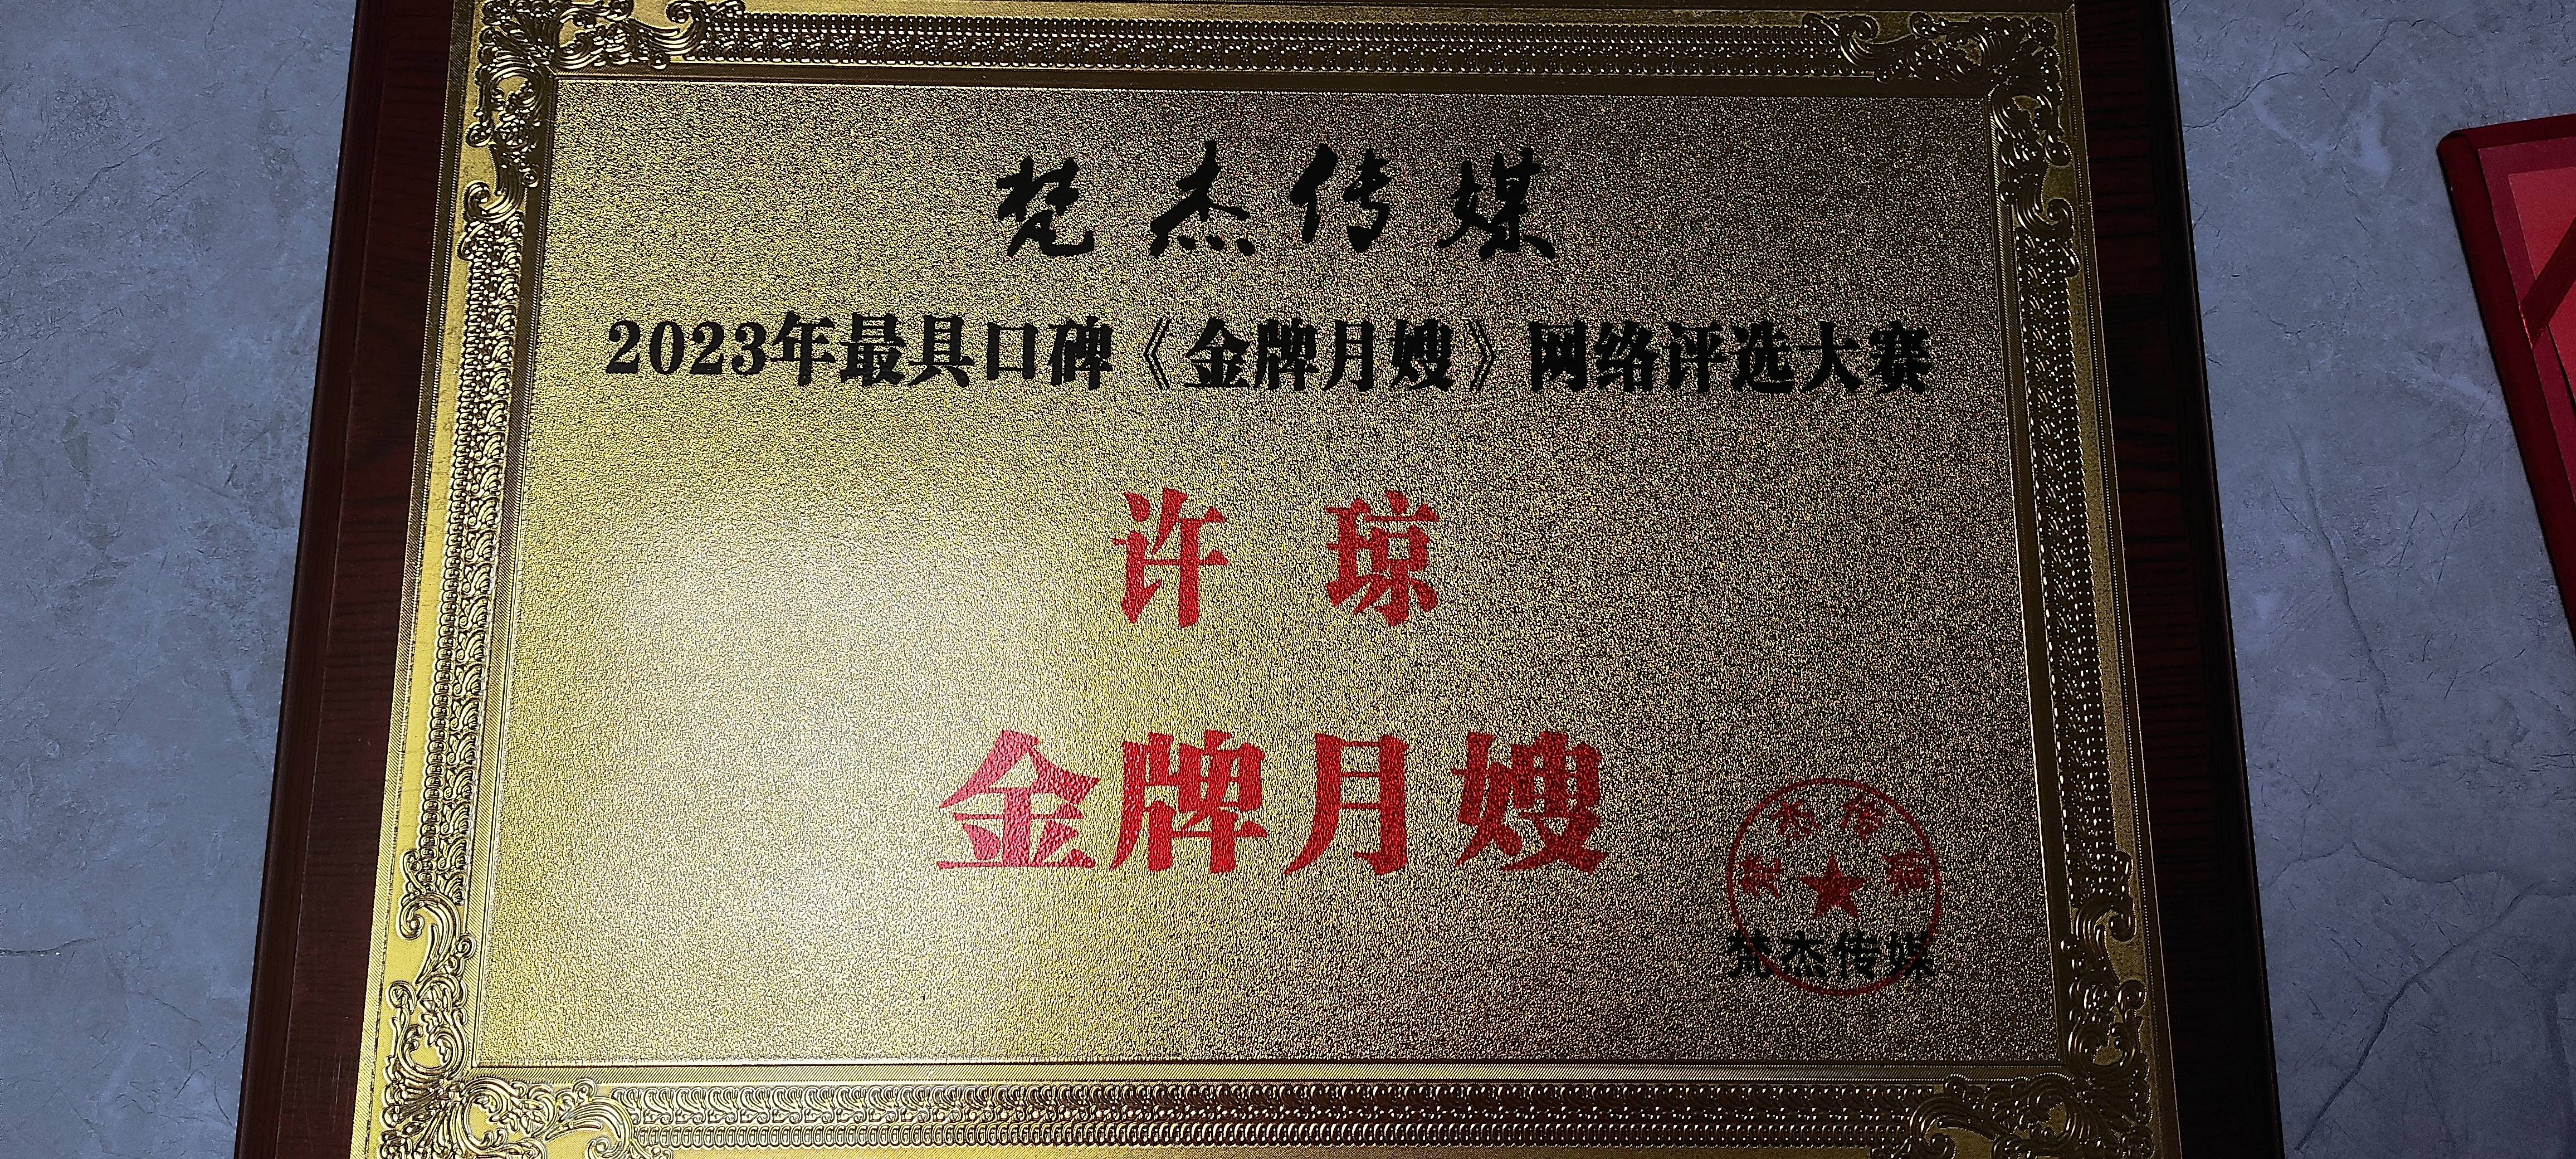 梵杰传媒
2023年最具口碑《金牌月嫂》网络评选大赛
许琼
金牌月嫂
梵杰传媒
梵杰传媒